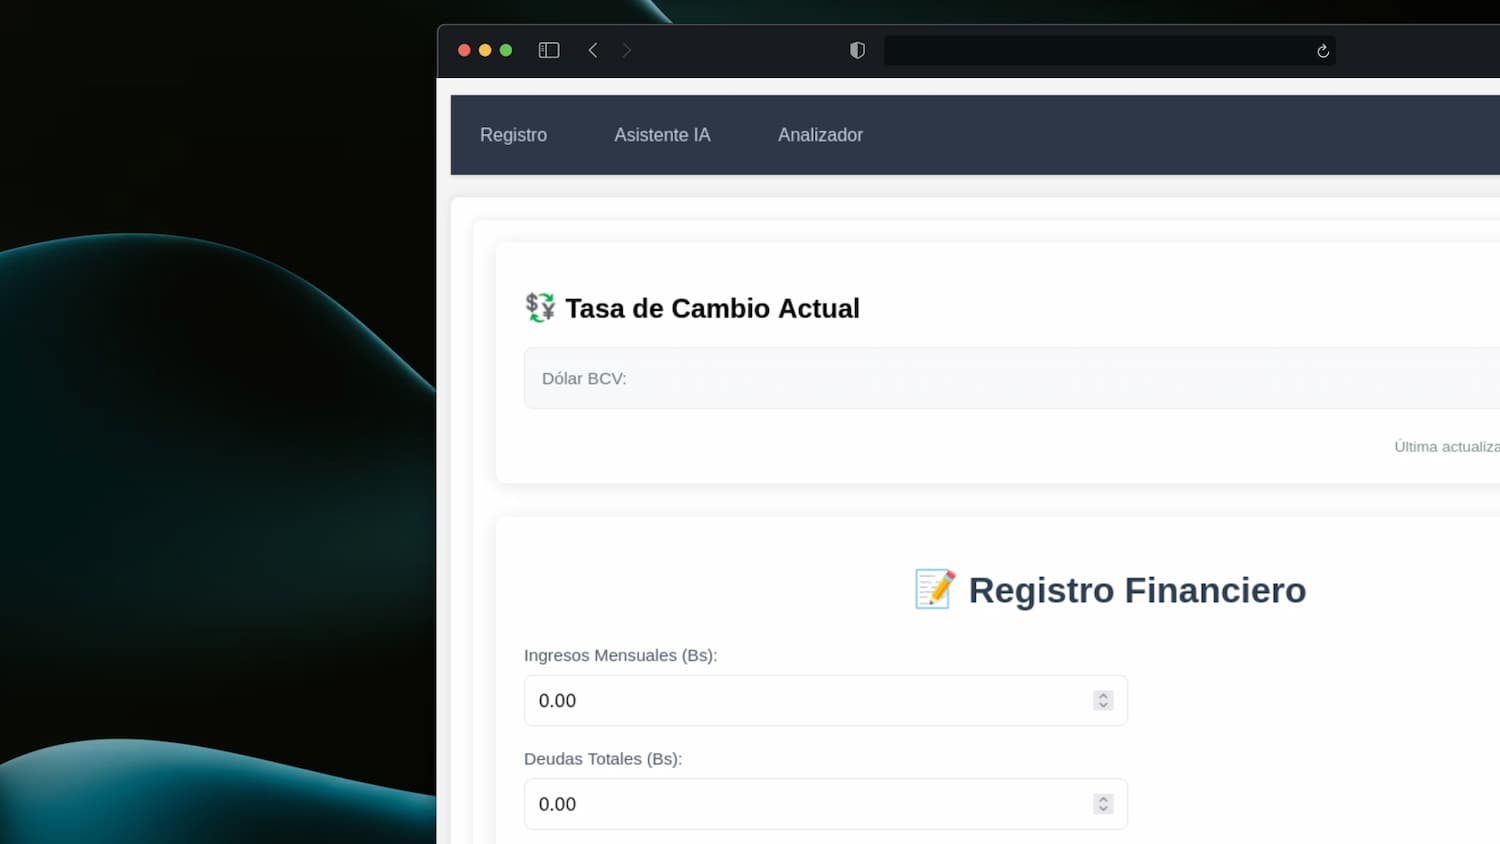 Registro Asistente IA Analizador
Tasa de Cambio Actual
Dólar BCV:
Última actualiza
Registro Financiero
Ingresos Mensuales (Bs):
0.00
Deudas Totales (Bs):
0.00